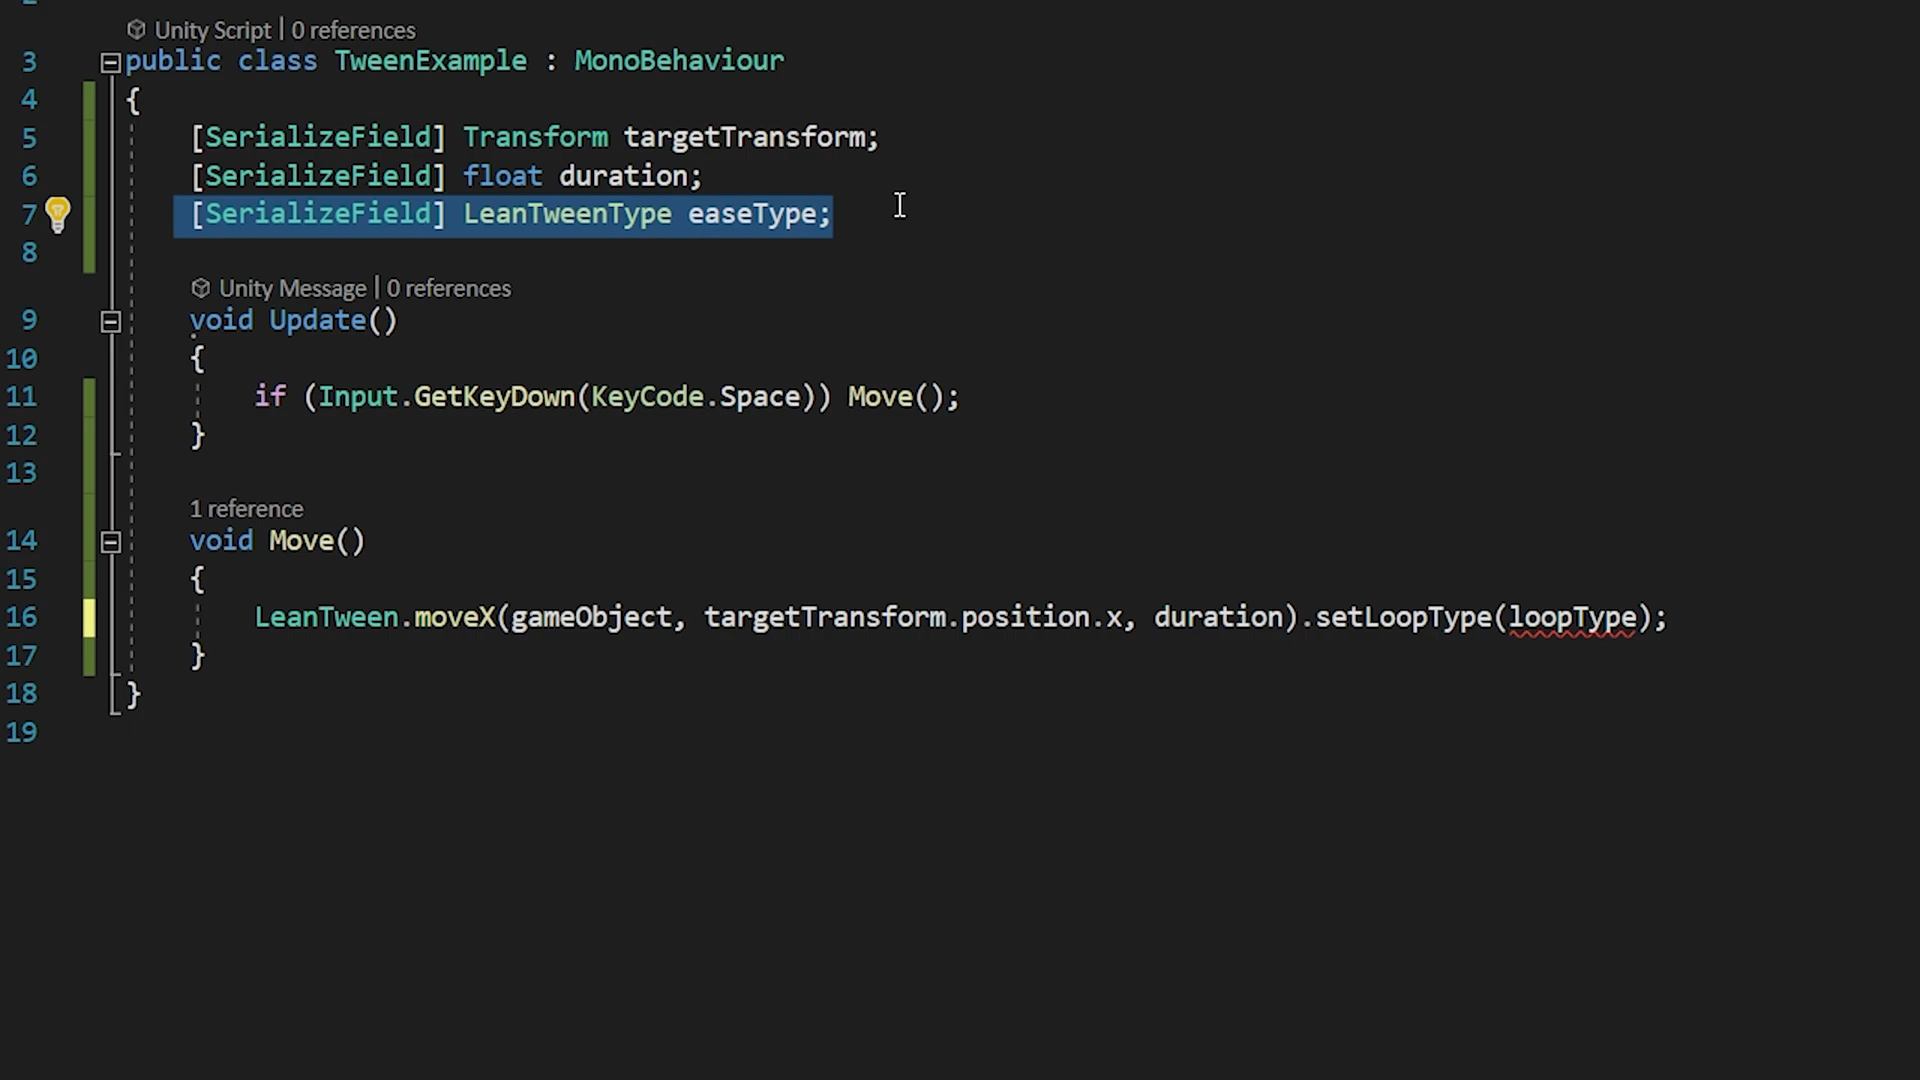 Unity Script | 0 references
3 public class TweenExample : MonoBehaviour
4 {
5 [SerializeField] Transform targetTransform;
6 [SerializeField] float duration;
7 [SerializeField] LeanTweenType easeType;
8
Unity Message | 0 references
9 void Update()
10 {
11 if (Input.GetKeyDown(KeyCode.Space)) Move();
12 }
13
1 reference
14 void Move()
15 {
16 LeanTween.moveX(gameObject, targetTransform.position.x, duration).setLoopType(loopType);
17 }
18 }
19